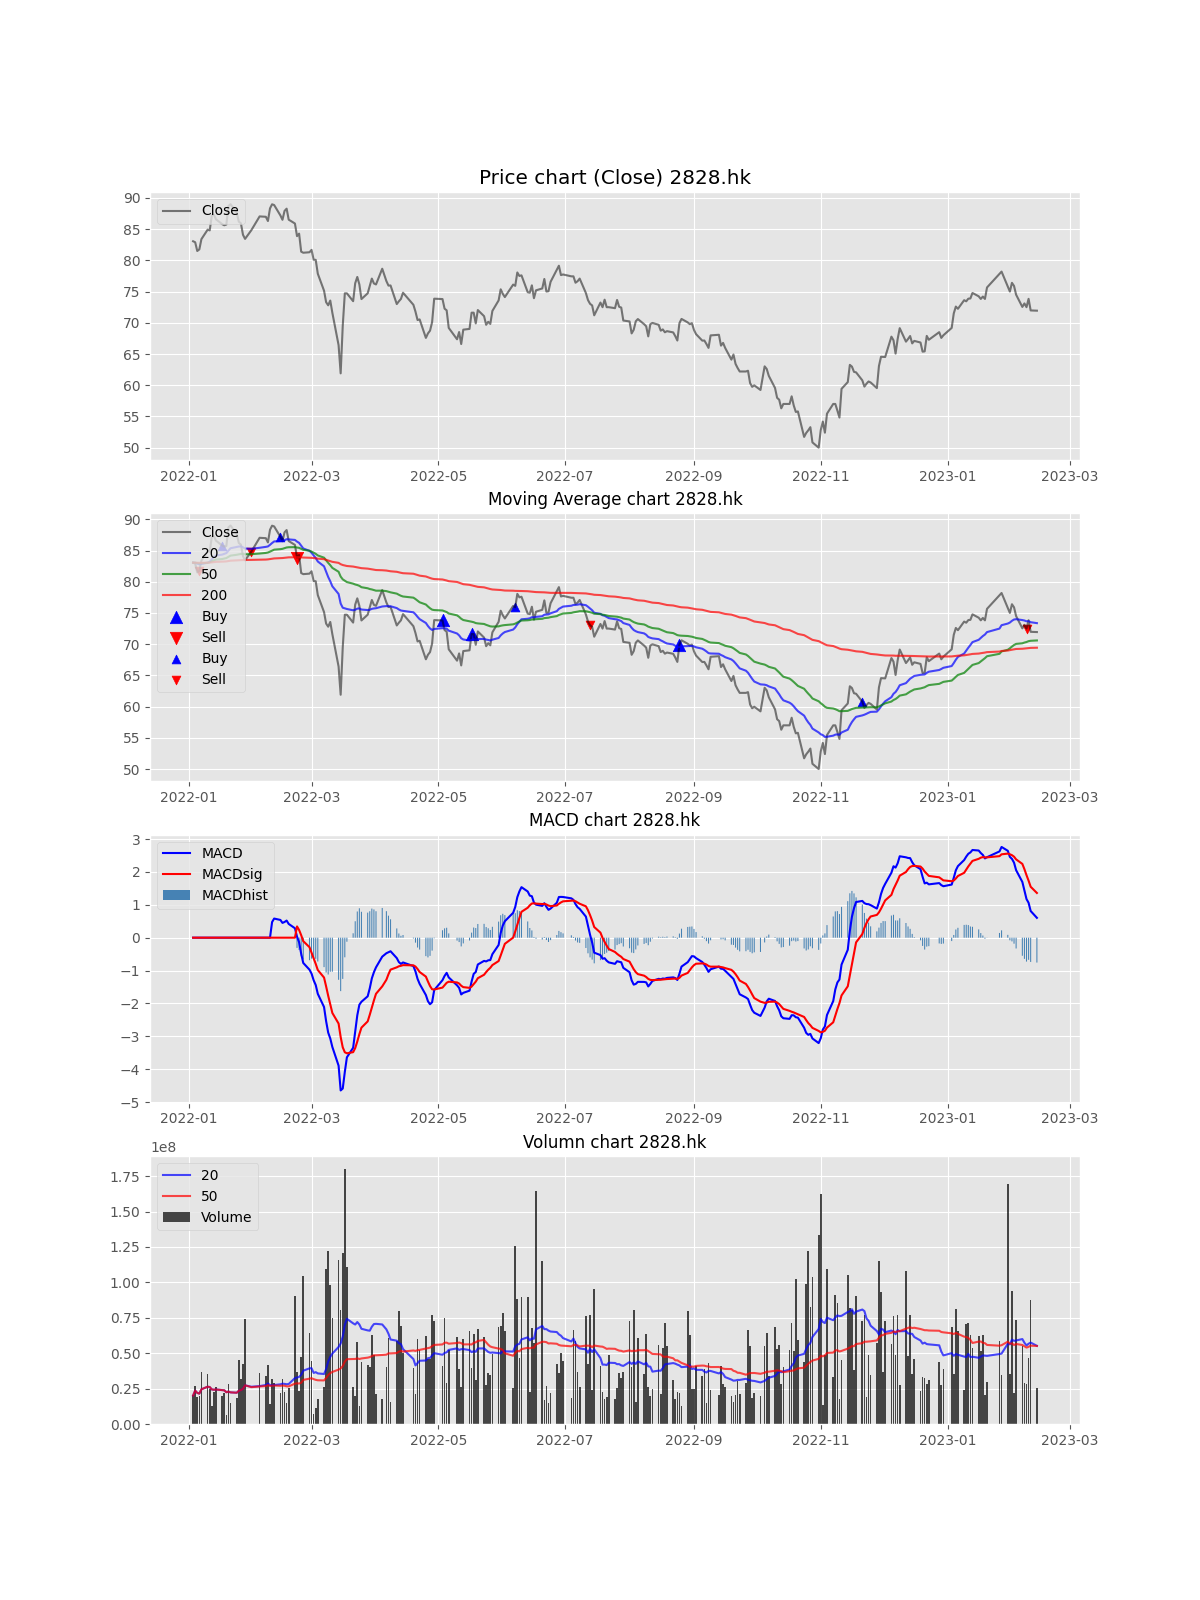 Price chart (Close) 2828.hk
Close
90
85
80
75
70
65
60
55
50
2022-01 2022-03 2022-05 2022-07 2022-09 2022-11 2023-01 2023-03
Moving Average chart 2828.hk
Close
20
50
200
Buy
Sell
Buy
Sell
90
85
80
75
70
65
60
55
50
2022-01 2022-03 2022-05 2022-07 2022-09 2022-11 2023-01 2023-03
MACD chart 2828.hk
MACD
MACDsig
MACDhist
3
2
1
0
−1
−2
−3
−4
−5
2022-01 2022-03 2022-05 2022-07 2022-09 2022-11 2023-01 2023-03
Volumn chart 2828.hk
1e8
20
50
Volume
1.75
1.50
1.25
1.00
0.75
0.50
0.25
0.00
2022-01 2022-03 2022-05 2022-07 2022-09 2022-11 2023-01 2023-03